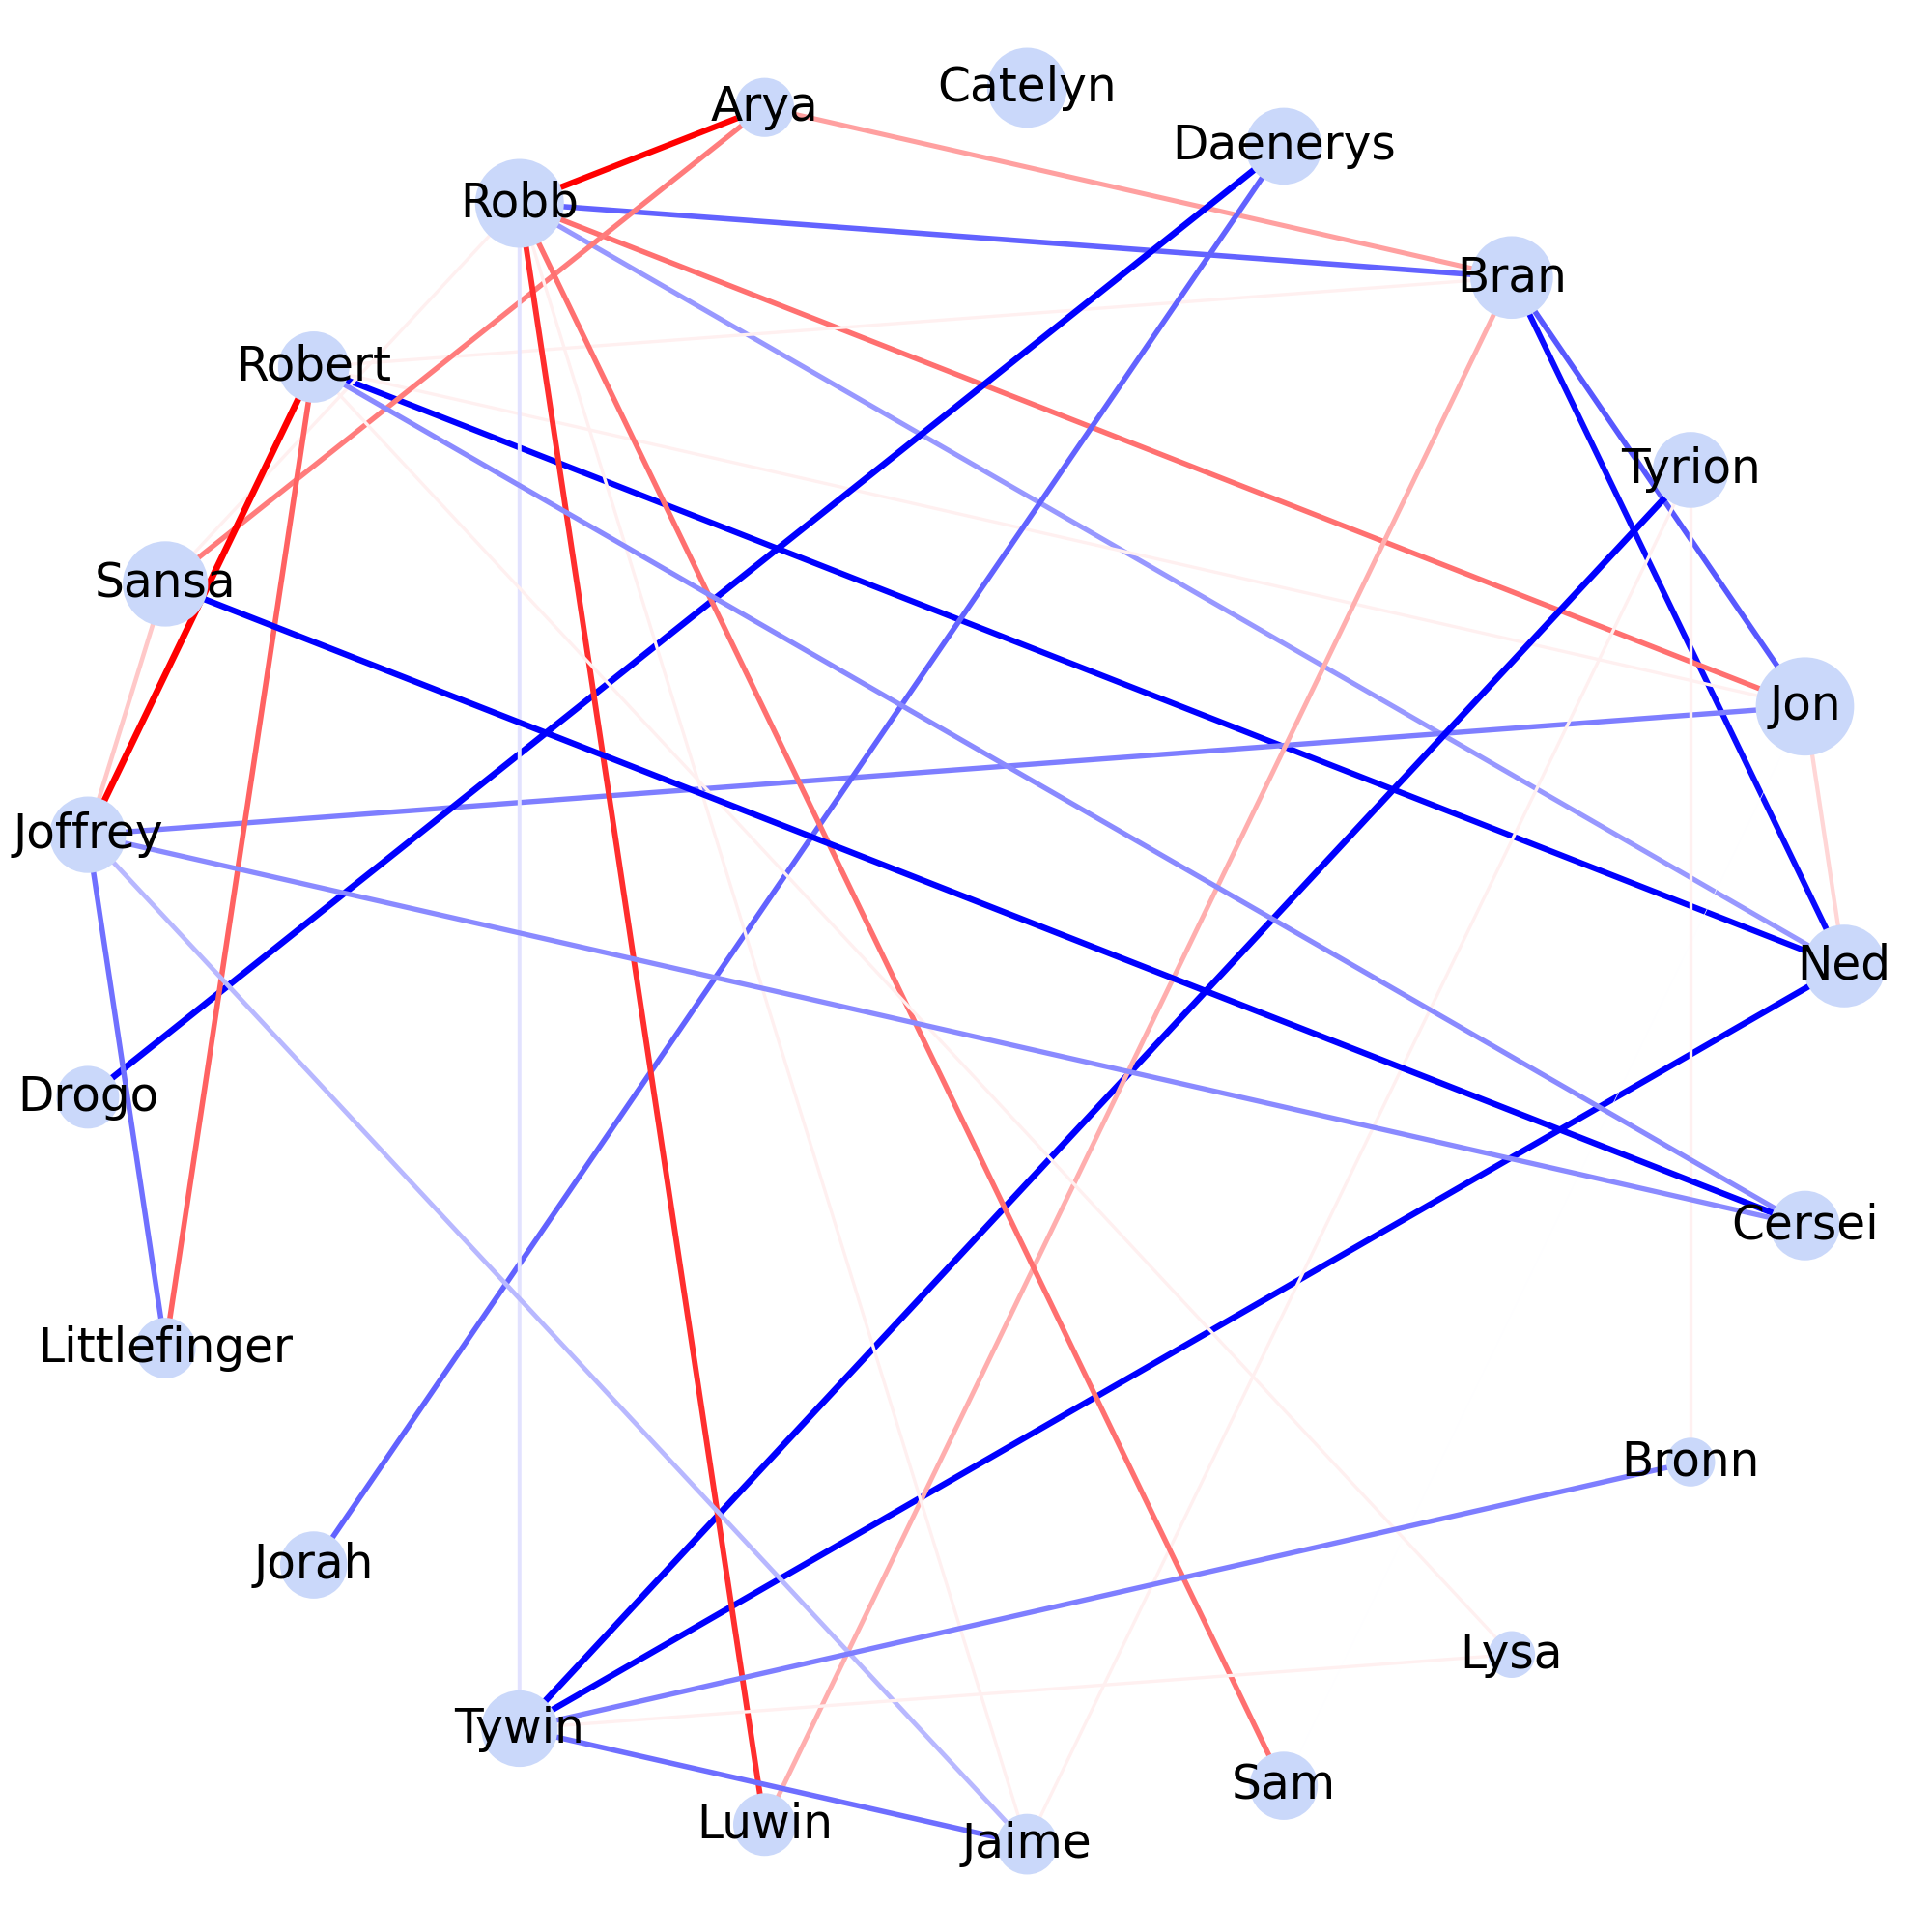 Catelyn
Arya
Daenerys
Robb
Bran
Robert
Tyrion
Sansa
Jon
Joffrey
Ned
Drogo
Cersei
Littlefinger
Bronn
Jorah
Lysa
Tywin
Sam
Luwin
Jaime